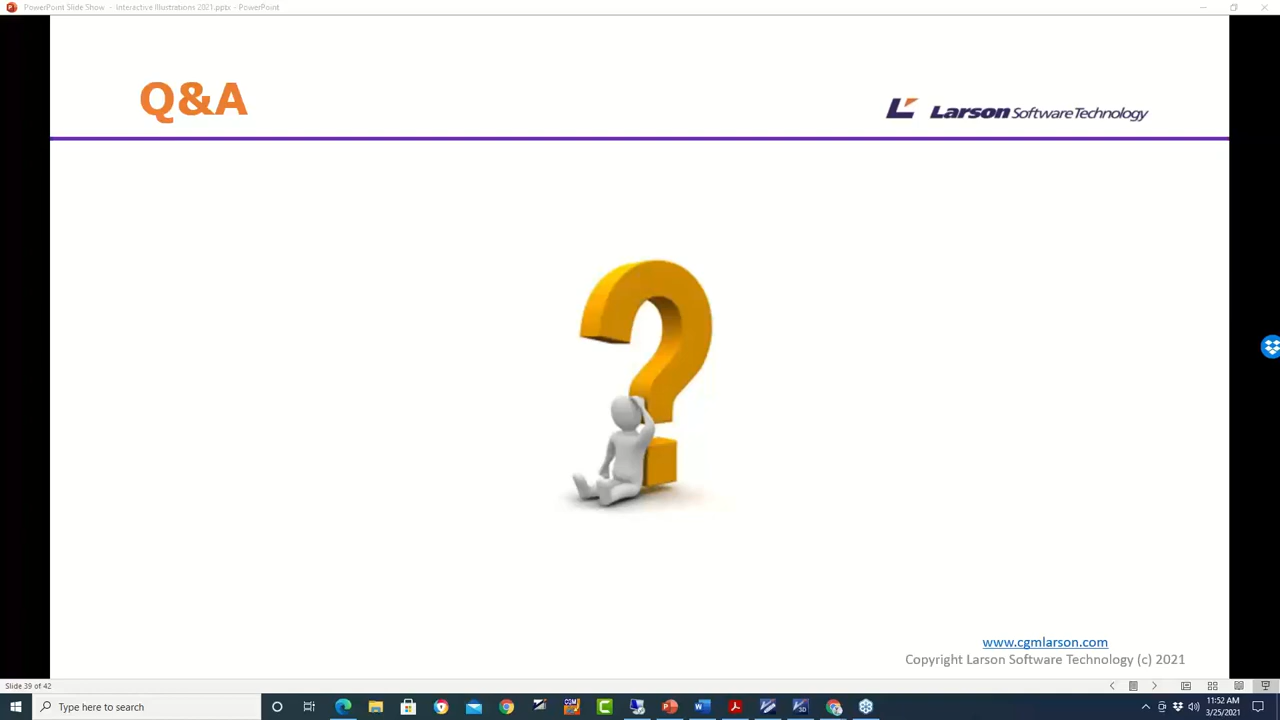 PowerPoint Slide Show - Interactive Illustrations 2021.pptx - PowerPoint
Q&A
Larson Software Technology
www.cgmlarson.com
Copyright Larson Software Technology (c) 2021
Slide 39 of 42
Type here to search
CGM
11:52 AM
3/25/2021